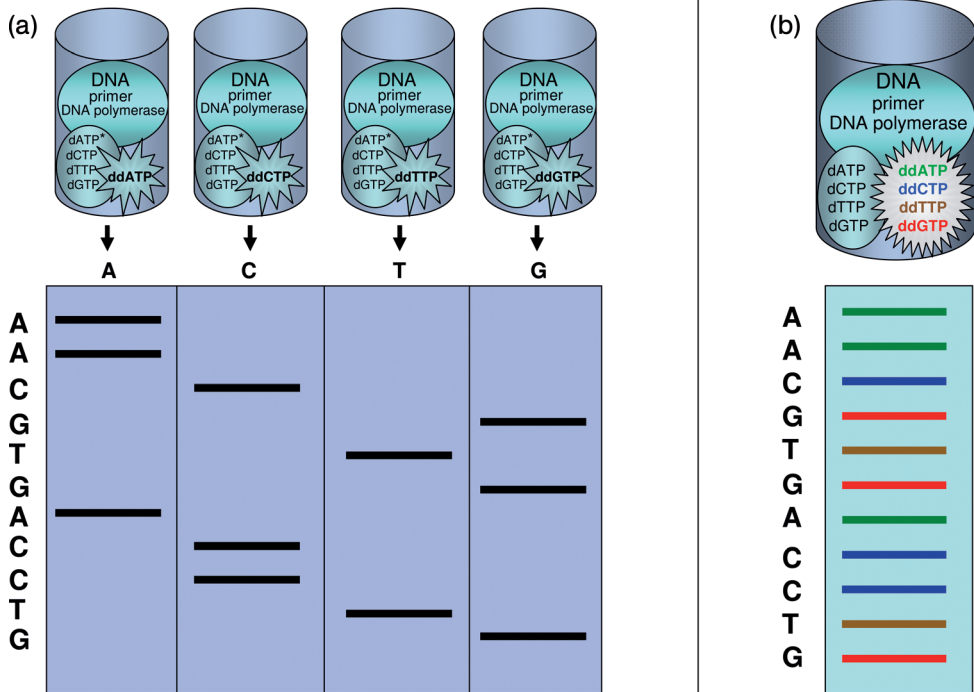 (a)
DNA
primer
DNA polymerase
dATP*
dCTP
dTTP
dGTP
ddATP
DNA
primer
DNA polymerase
dATP*
dCTP
dTTP
dGTP
ddCTP
DNA
primer
DNA polymerase
dATP*
dCTP
dTTP
dGTP
ddTTP
DNA
primer
DNA polymerase
dATP*
dCTP
dTTP
dGTP
ddGTP
A C T G
A
A
C
G
T
G
A
C
C
T
G
(b)
DNA
primer
DNA polymerase
dATP
dCTP
dTTP
dGTP
ddATP
ddCTP
ddTTP
ddGTP
A
A
C
G
T
G
A
C
C
T
G